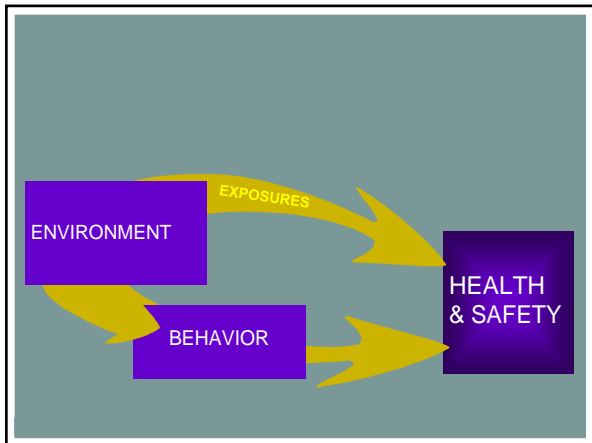 EXPOSURES
ENVIRONMENT
HEALTH
& SAFETY
BEHAVIOR